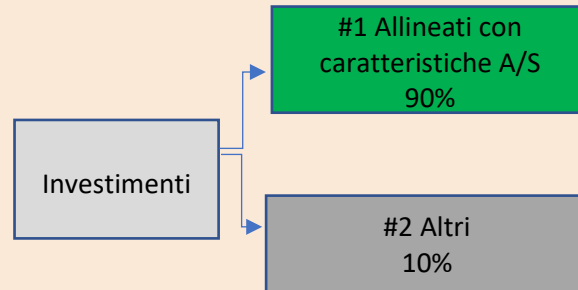 #1 Allineati con
caratteristiche A/S
90%
Investimenti
#2 Altri
10%